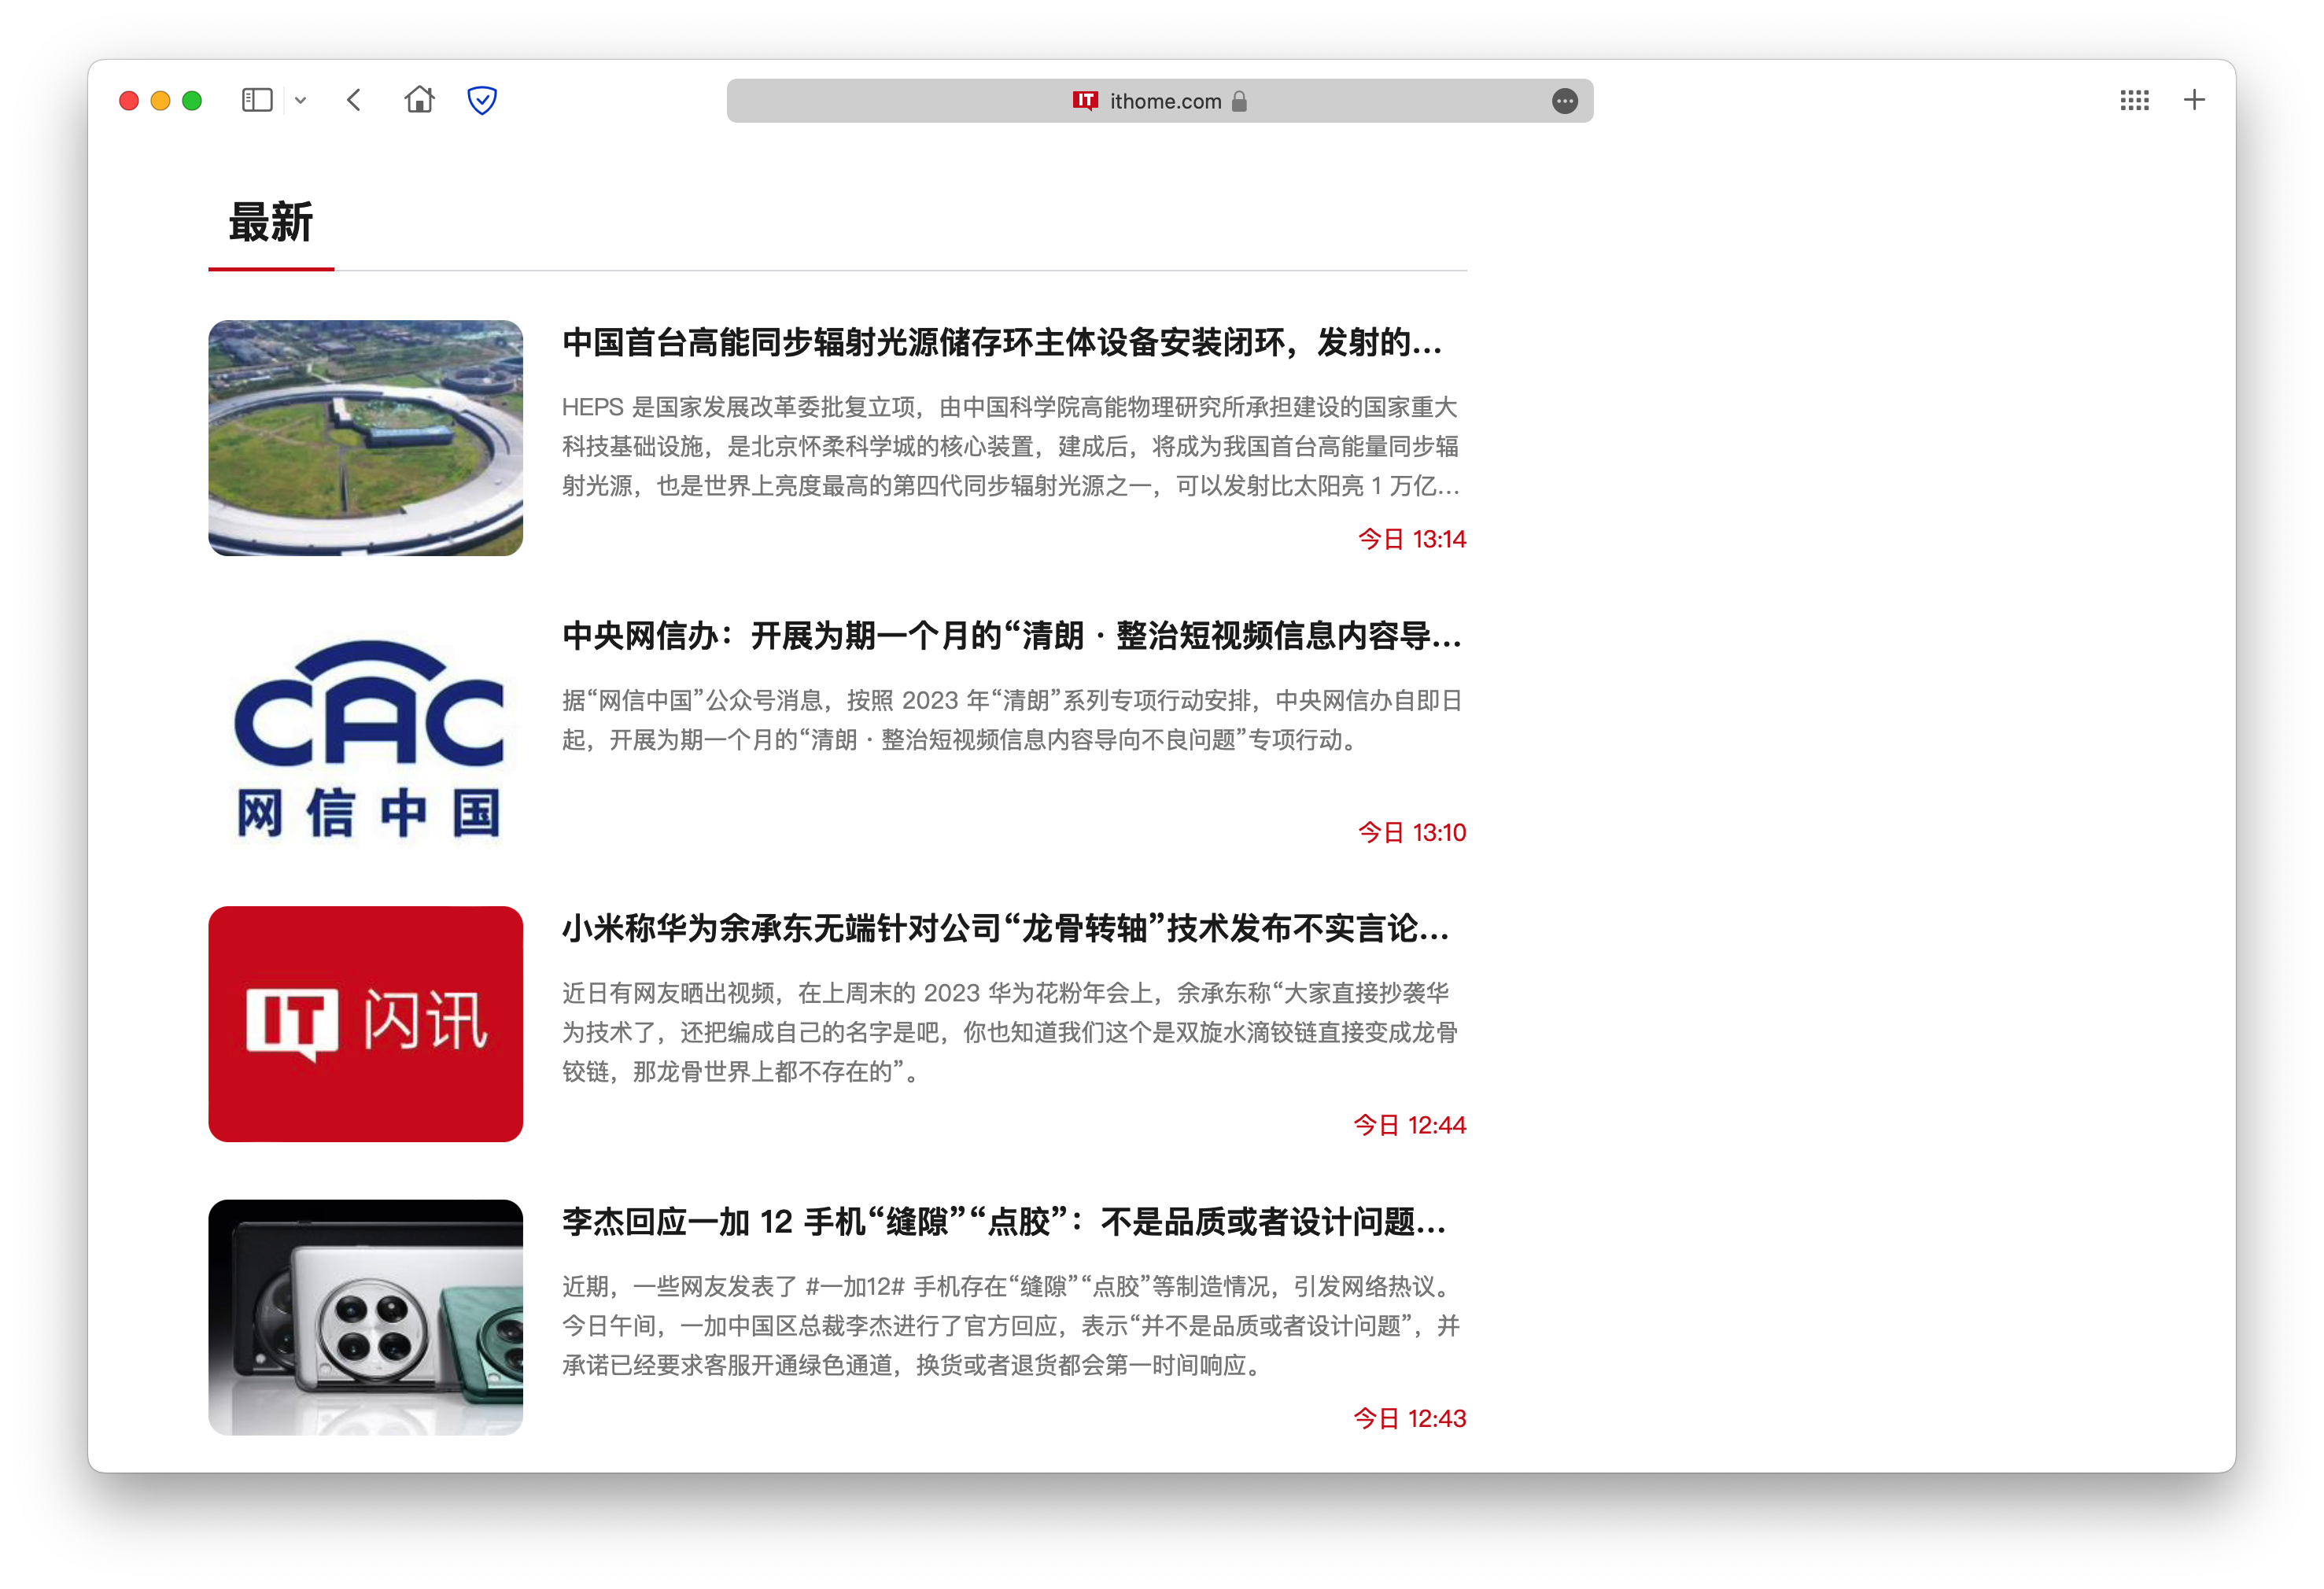 IT ithome.com
最新
中国首台高能同步辐射光源储存环主体设备安装闭环，发射的...
HEPS 是国家发展改革委批复立项，由中国科学院高能物理研究所承担建设的国家重大
科技基础设施，是北京怀柔科学城的核心装置，建成后，将成为我国首台高能量同步辐
射光源，也是世界上亮度最高的第四代同步辐射光源之一，可以发射比太阳亮 1 万亿...
今日 13:14
CAC
网信中国
中央网信办：开展为期一个月的“清朗 · 整治短视频信息内容导...
据“网信中国”公众号消息，按照 2023 年“清朗”系列专项行动安排，中央网信办自即日
起，开展为期一个月的“清朗 · 整治短视频信息内容导向不良问题”专项行动。
今日 13:10
IT 闪讯
小米称华为余承东无端针对公司“龙骨转轴”技术发布不实言论...
近日有网友晒出视频，在上周末的 2023 华为花粉年会上，余承东称“大家直接抄袭华
为技术了，还把编成自己的名字是吧，你也知道我们这个是双旋水滴铰链直接变成龙骨
铰链，那龙骨世界上都不存在的”。
今日 12:44
李杰回应一加 12 手机“缝隙”“点胶”：不是品质或者设计问题...
近期，一些网友发表了 #一加12# 手机存在“缝隙”“点胶”等制造情况，引发网络热议。
今日午间，一加中国区总裁李杰进行了官方回应，表示“并不是品质或者设计问题”，并
承诺已经要求客服开通绿色通道，换货或者退货都会第一时间响应。
今日 12:43